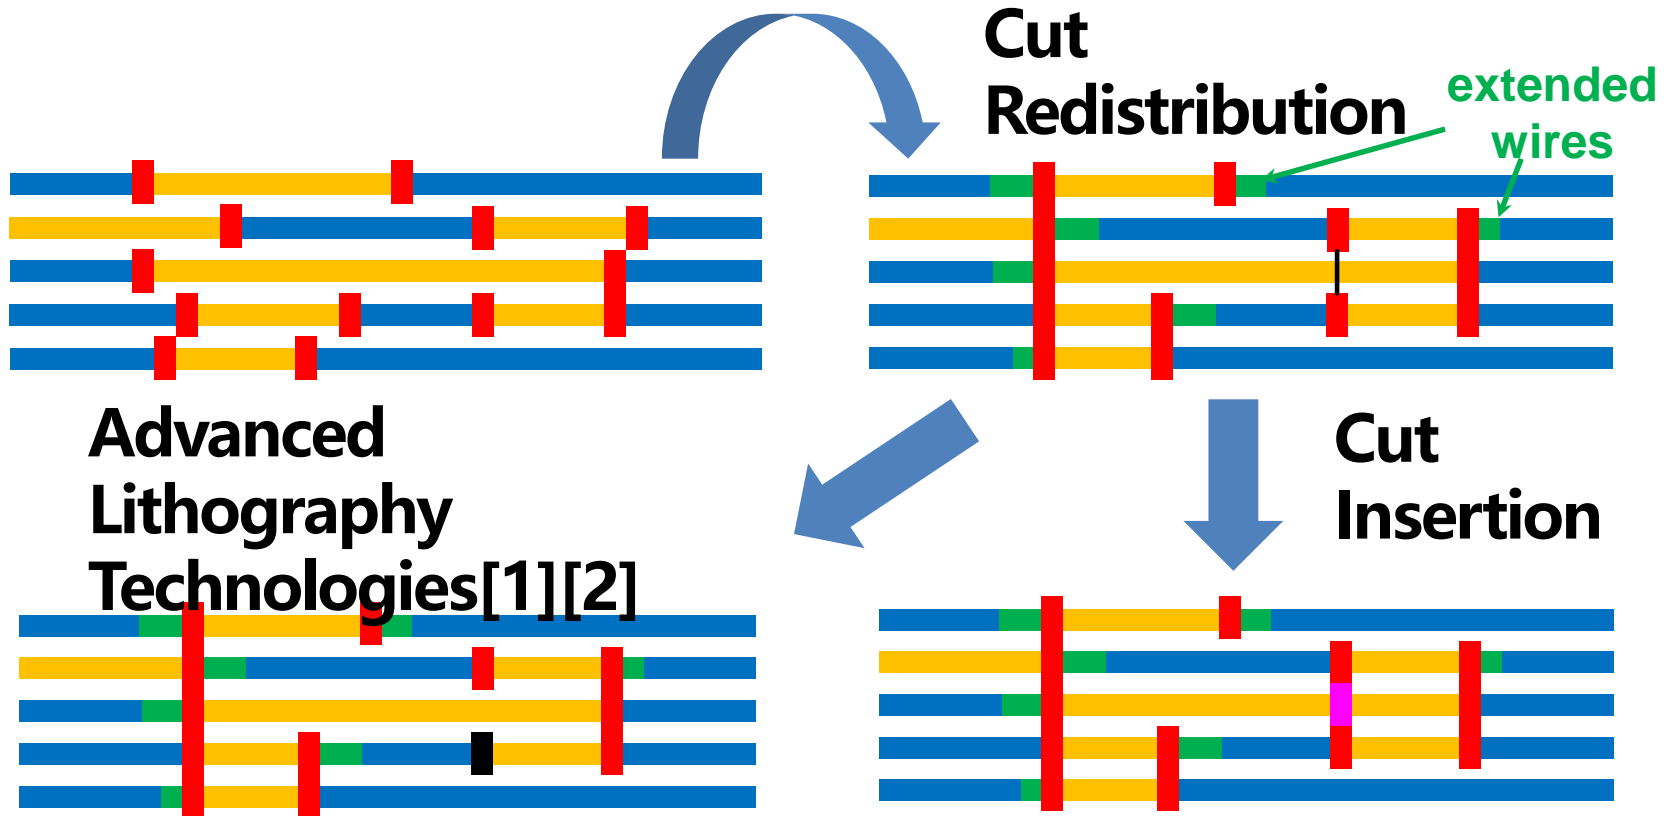 Cut
Redistribution
extended
wires
Advanced
Lithography
Technologies[1][2]
Cut
Insertion